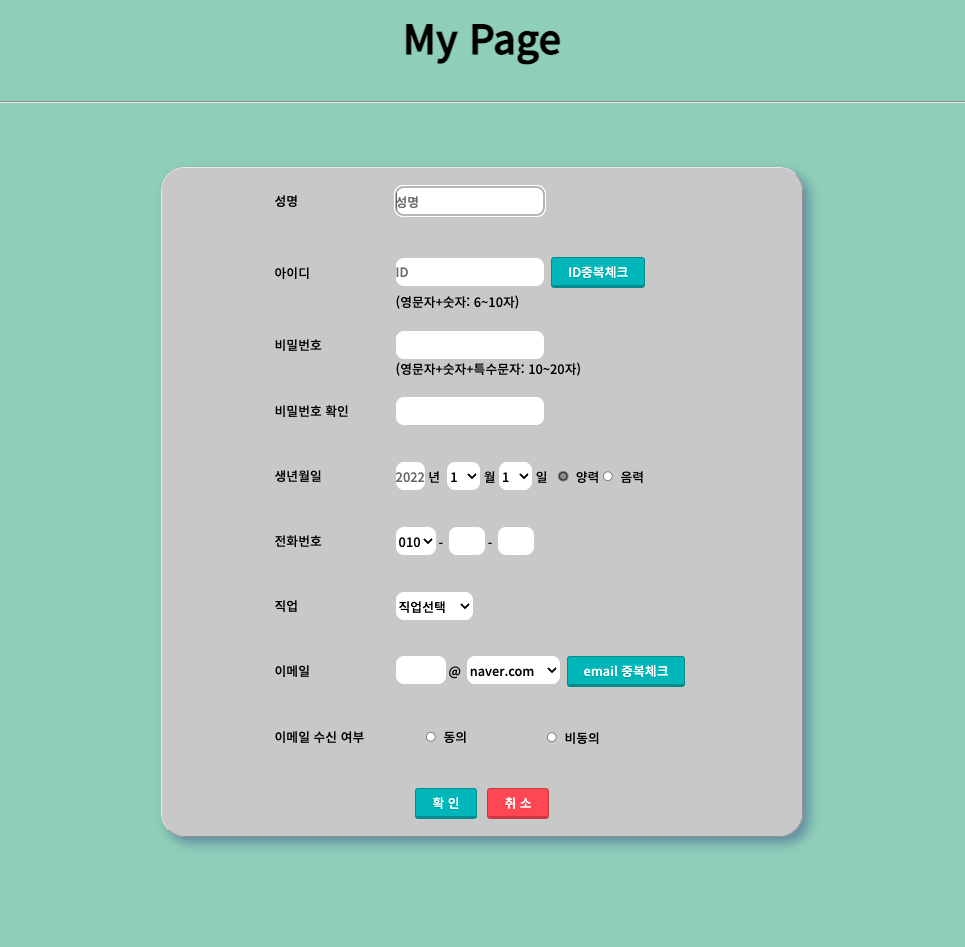 My Page
성명 성명
아이디 ID ID중복체크
(영문자+숫자: 6~10자)
비밀번호
(영문자+숫자+특수문자: 10~20자)
비밀번호 확인
생년월일 2022 년 1 월 1 일 양력 음력
전화번호 010 - -
직업 직업선택
이메일 @ naver.com email 중복체크
이메일 수신 여부 동의 비동의
확 인 취 소